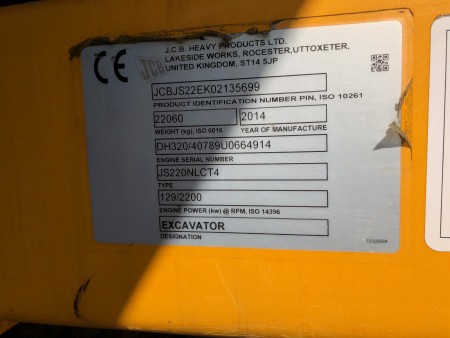 CE
JCB
J.C.B. HEAVY PRODUCTS LTD.
LAKESIDE WORKS, ROCESTER,UTTOXETER,
UNITED KINGDOM, ST14 5JP
JCBJS22EK02135699
PRODUCT IDENTIFICATION NUMBER PIN, ISO 10261
22060 2014
WEIGHT (kg), ISO 6016 YEAR OF MANUFACTURE
DH320/40789U0664914
ENGINE SERIAL NUMBER
JS220NLCT4
TYPE
129/2200
ENGINE POWER (kw) @ RPM, ISO 14396
EXCAVATOR
DESIGNATION